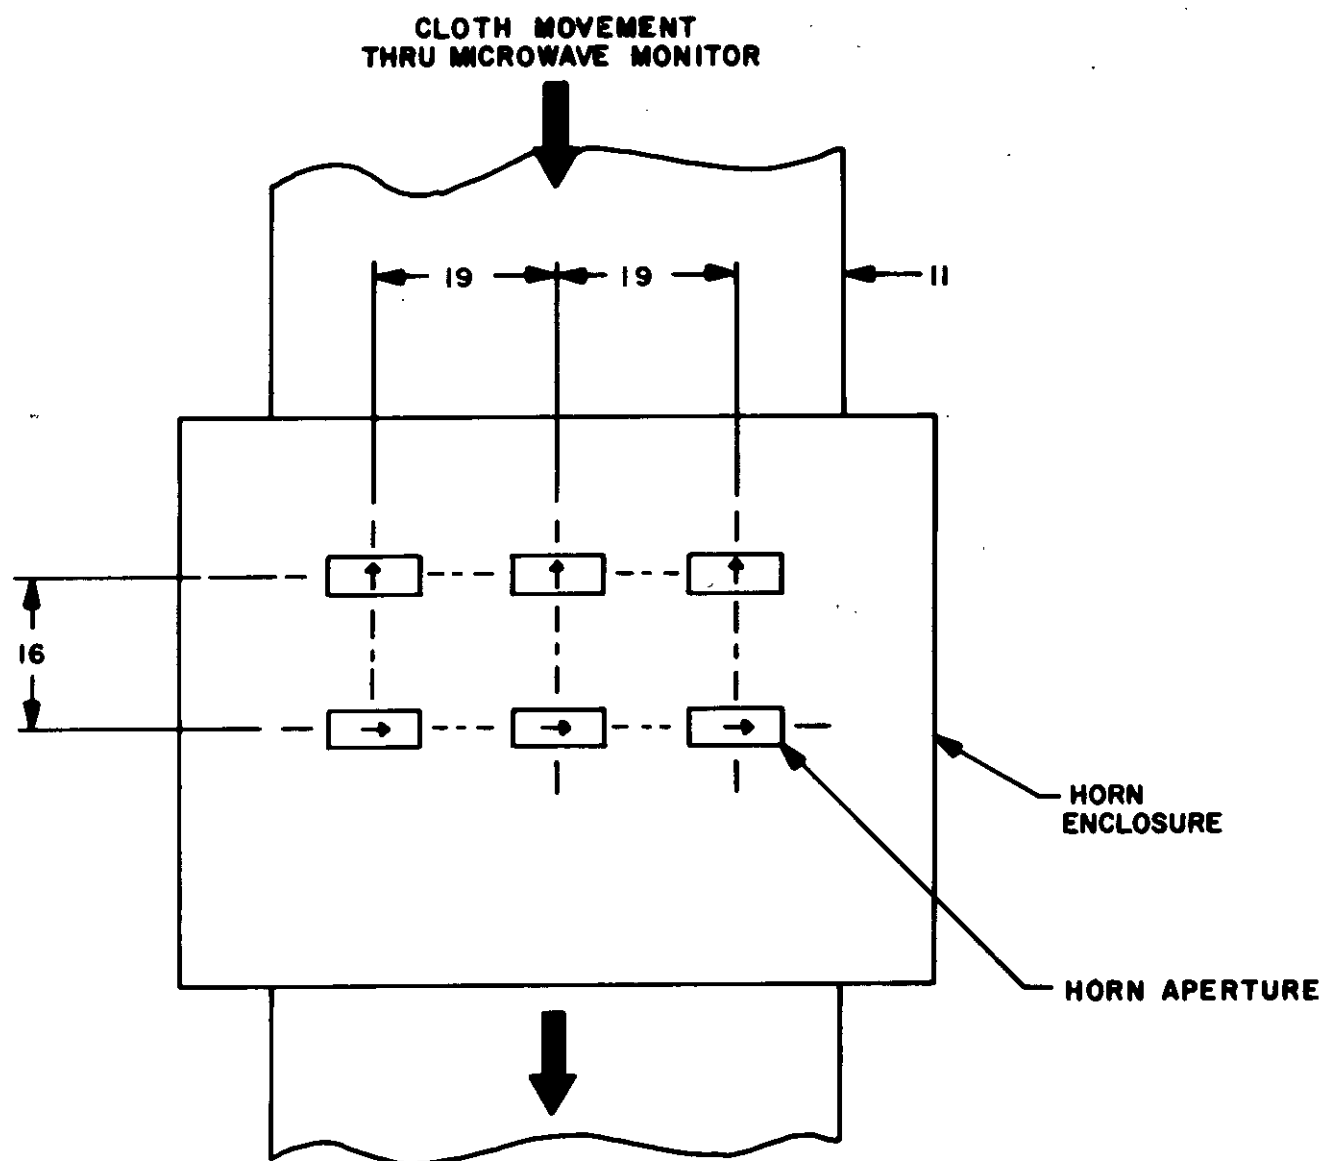 CLOTH MOVEMENT
THRU MICROWAVE MONITOR
19
19
11
16
HORN
ENCLOSURE
HORN APERTURE